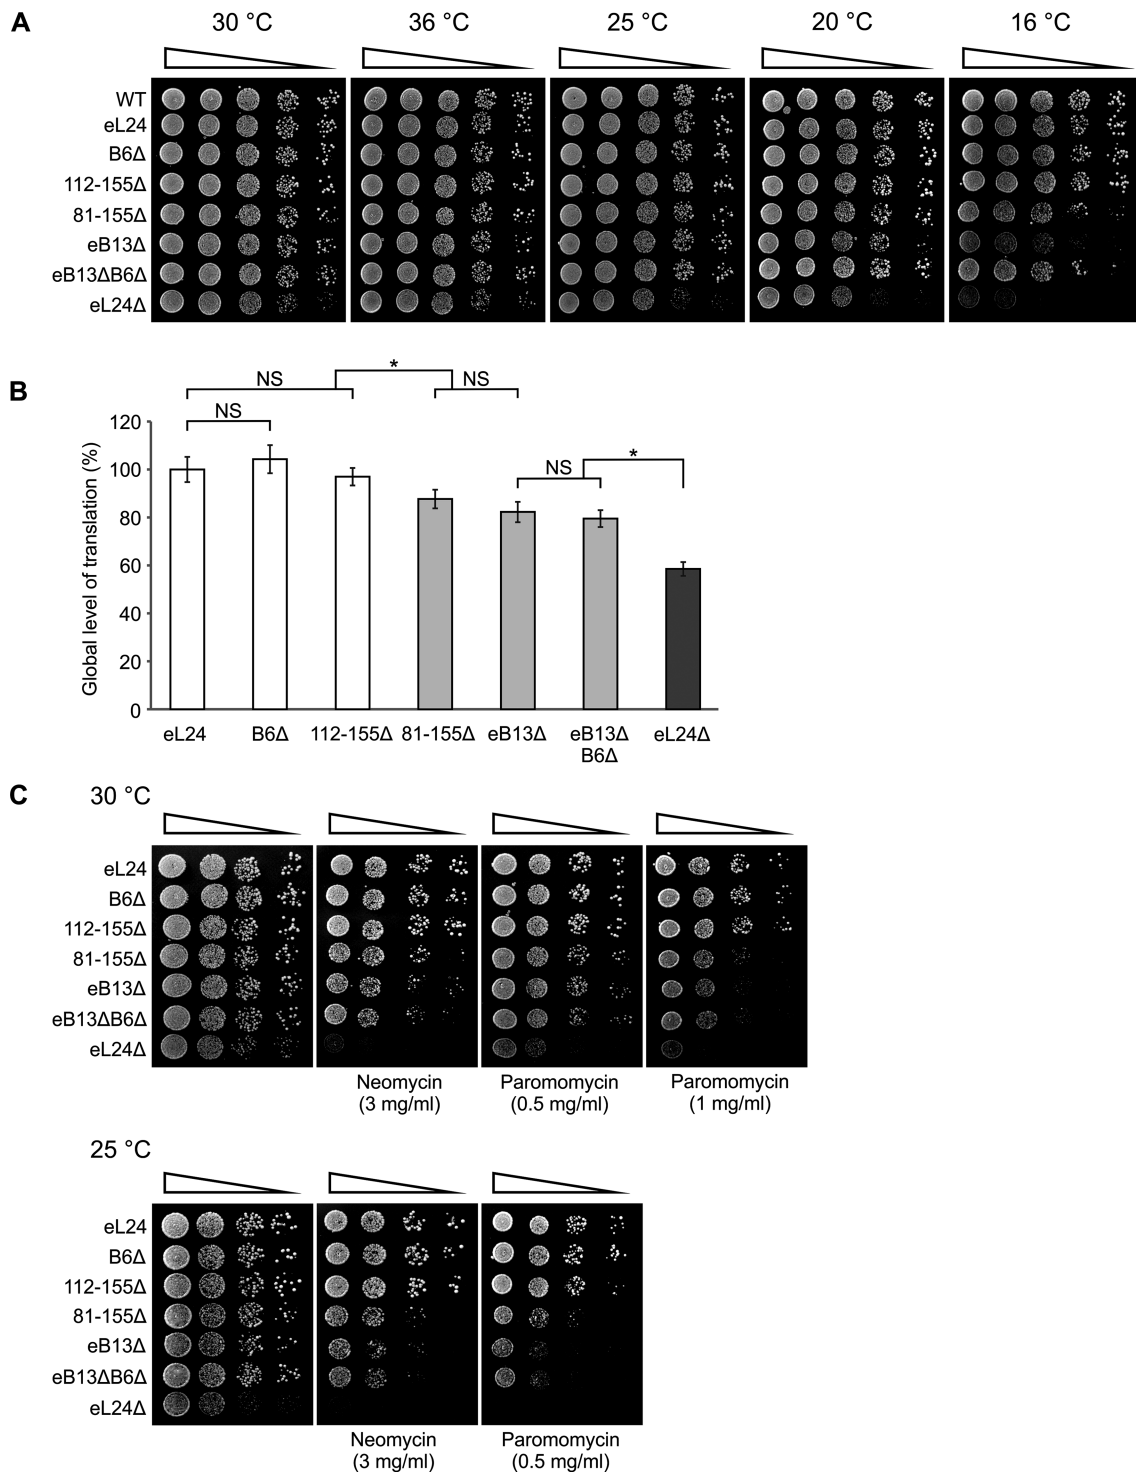 A
30 °C 36 °C 25 °C 20 °C 16 °C
WT
eL24
B6Δ
112-155Δ
81-155Δ
eB13Δ
eB13ΔB6Δ
eL24Δ
B
NS * NS
NS
NS *
Global level of translation (%)
120
100
80
60
40
20
0
eL24 B6Δ 112-155Δ 81-155Δ eB13Δ eB13Δ eL24Δ
B6Δ
C
30 °C
eL24
B6Δ
112-155Δ
81-155Δ
eB13Δ
eB13ΔB6Δ
eL24Δ
Neomycin Paromomycin Paromomycin
(3 mg/ml) (0.5 mg/ml) (1 mg/ml)
25 °C
eL24
B6Δ
112-155Δ
81-155Δ
eB13Δ
eB13ΔB6Δ
eL24Δ
Neomycin Paromomycin
(3 mg/ml) (0.5 mg/ml)